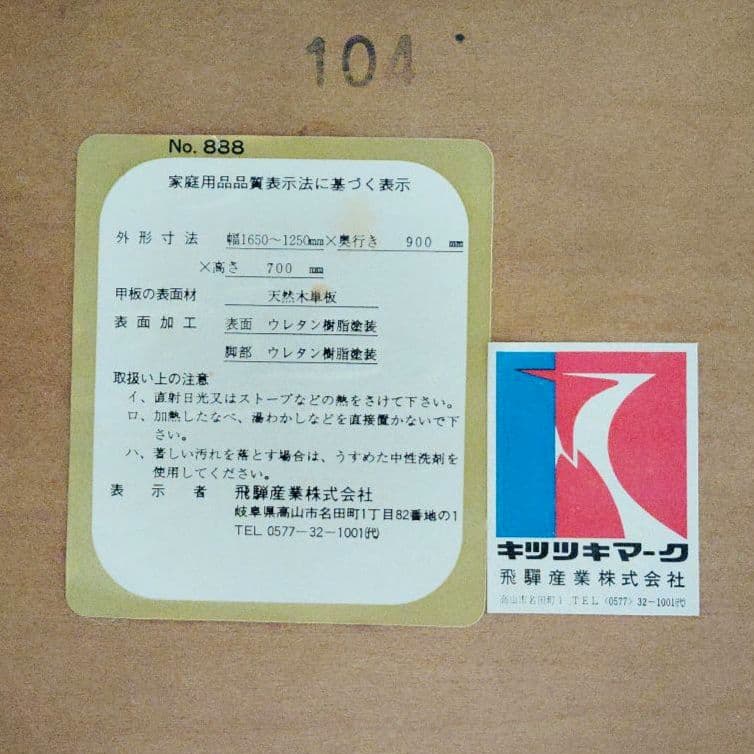 104
No. 838
家庭用品品質表示法に基づく表示
外形寸法 幅1650〜1250mm×奥行き 900 mm
×高さ 700 mm
甲板の表面材 天然木単板
表面加工 表面 ウレタン樹脂塗装
脚部 ウレタン樹脂塗装
取扱い上の注意
イ、直射日光又はストーブなどの熱をさけて下さい。
ロ、加熱したなべ、湯わかしなどを直接置かないで下
さい。
ハ、著しい汚れを落とす場合は、うすめた中性洗剤を
使用してください。
表示者 飛騨産業株式会社
岐阜県高山市名田町1丁目82番地の1
TEL 0577-32-1001㈹
キツツキマーク
飛騨産業株式会社
高山市名田町1 TEL (0577) 32-1001㈹